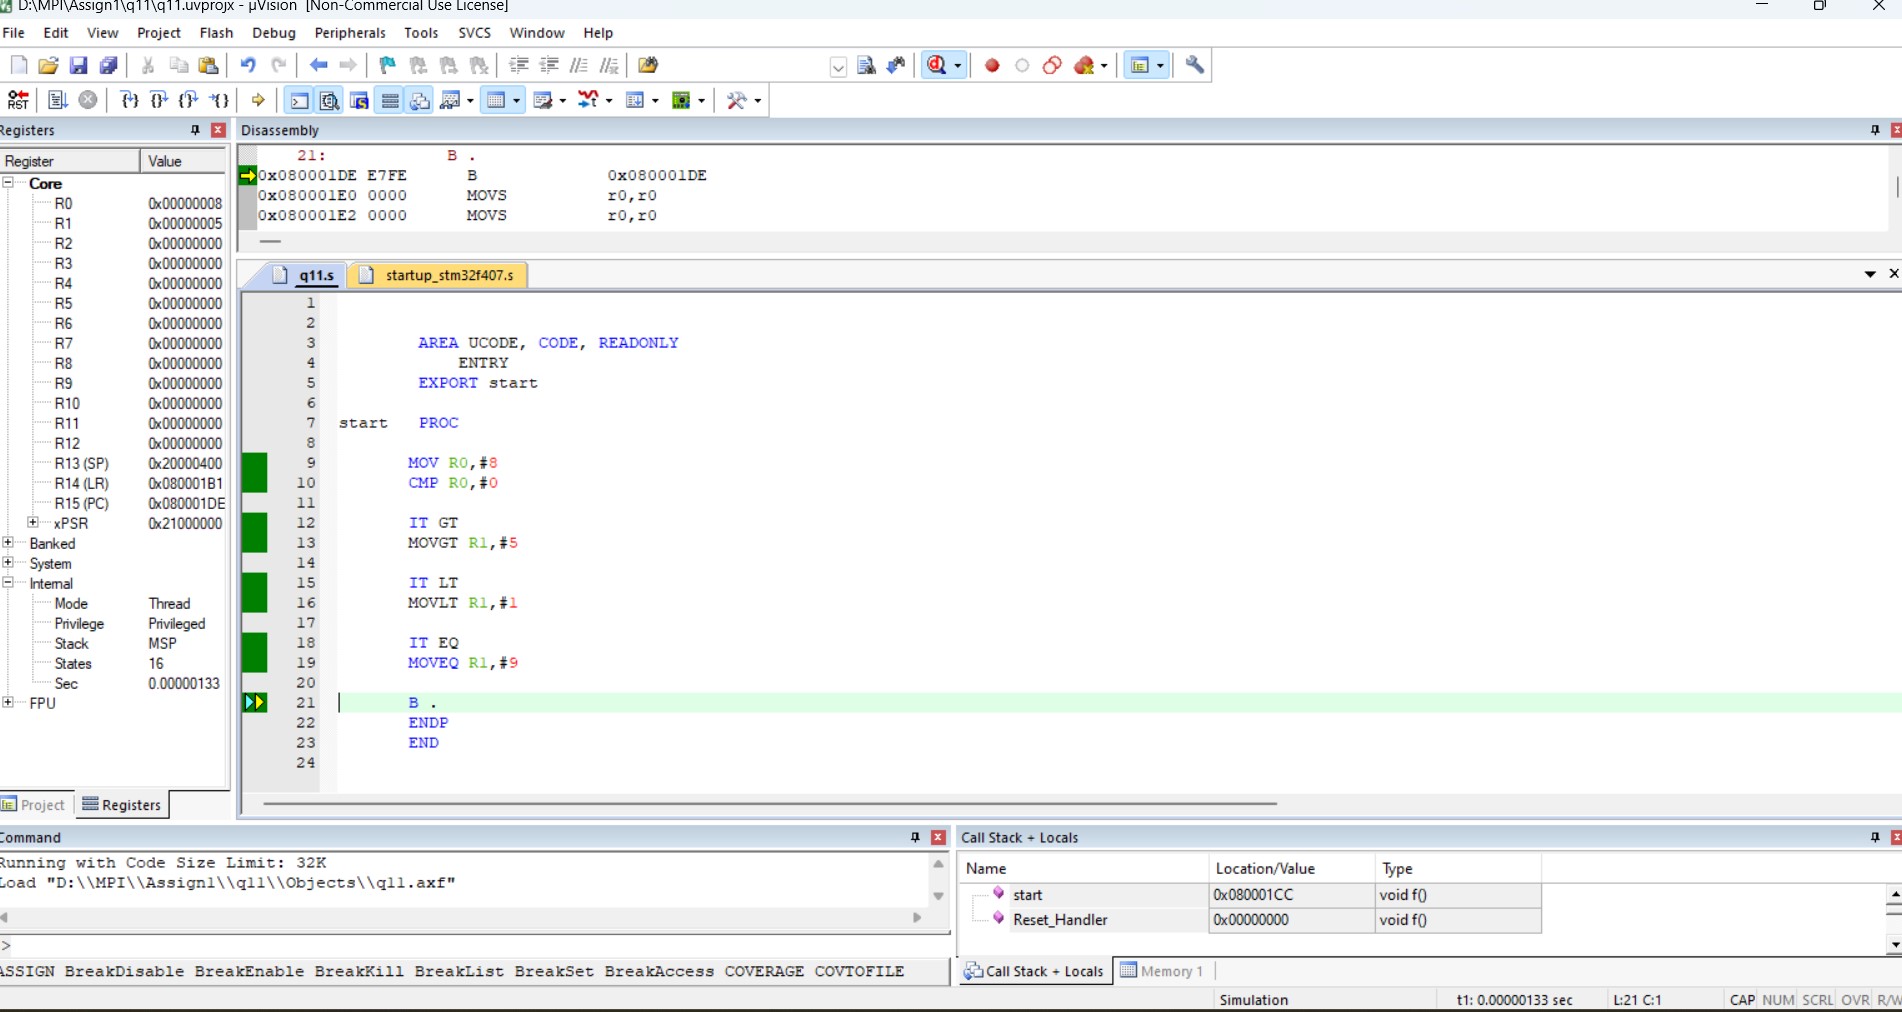 D:\MPI\Assign1\q11\q11.uvprojx - µVision [Non-Commercial Use License]
File Edit View Project Flash Debug Peripherals Tools SVCS Window Help
RST
Registers
Register Value
Core
R0 0x00000008
R1 0x00000005
R2 0x00000000
R3 0x00000000
R4 0x00000000
R5 0x00000000
R6 0x00000000
R7 0x00000000
R8 0x00000000
R9 0x00000000
R10 0x00000000
R11 0x00000000
R12 0x00000000
R13 (SP) 0x20000400
R14 (LR) 0x080001B1
R15 (PC) 0x080001DE
xPSR 0x21000000
Banked
System
Internal
Mode Thread
Privilege Privileged
Stack MSP
States 16
Sec 0.00000133
FPU
Project Registers
Disassembly
21: B .
0x080001DE E7FE B 0x080001DE
0x080001E0 0000 MOVS r0,r0
0x080001E2 0000 MOVS r0,r0
q11.s startup_stm32f407.s
1
2
3 AREA UCODE, CODE, READONLY
4 ENTRY
5 EXPORT start
6
7 start PROC
8
9 MOV R0,#8
10 CMP R0,#0
11
12 IT GT
13 MOVGT R1,#5
14
15 IT LT
16 MOVLT R1,#1
17
18 IT EQ
19 MOVEQ R1,#9
20
21 B .
22 ENDP
23 END
24
Command
Running with Code Size Limit: 32K
Load "D:\\MPI\\Assign1\\q11\\Objects\\q11.axf"
>
ASSIGN BreakDisable BreakEnable BreakKill BreakList BreakSet BreakAccess COVERAGE COVTOFILE
Call Stack + Locals
Name Location/Value Type
start 0x080001CC void f()
Reset_Handler 0x00000000 void f()
Call Stack + Locals Memory 1
Simulation t1: 0.00000133 sec L:21 C:1 CAP NUM SCRL OVR R/W